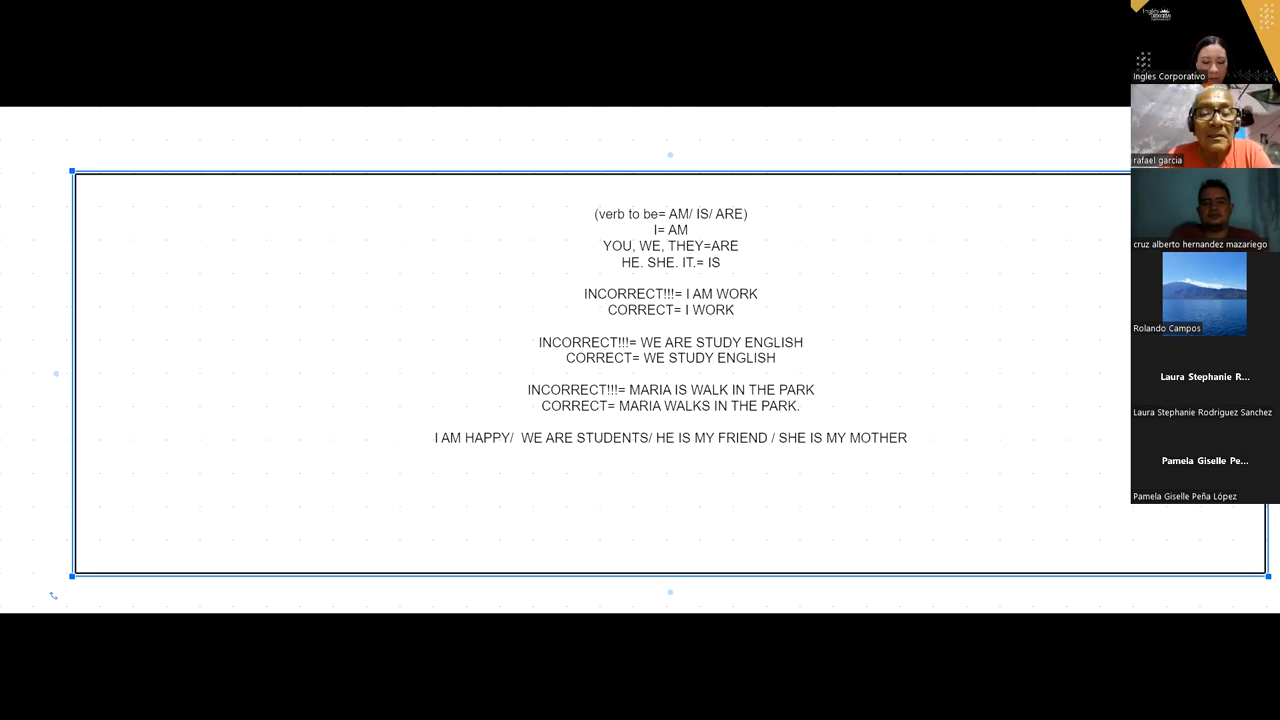 (verb to be= AM/ IS/ ARE)
I= AM
YOU, WE, THEY=ARE
HE. SHE. IT.= IS
INCORRECT!!!= I AM WORK
CORRECT= I WORK
INCORRECT!!!= WE ARE STUDY ENGLISH
CORRECT= WE STUDY ENGLISH
INCORRECT!!!= MARIA IS WALK IN THE PARK
CORRECT= MARIA WALKS IN THE PARK.
I AM HAPPY/ WE ARE STUDENTS/ HE IS MY FRIEND / SHE IS MY MOTHER
Inglés
Corporativo
Ingles Corporativo
rafael garcia
cruz alberto hernandez mazariego
Rolando Campos
Laura Stephanie R...
Laura Stephanie Rodriguez Sanchez
Pamela Giselle Pe...
Pamela Giselle Peña López